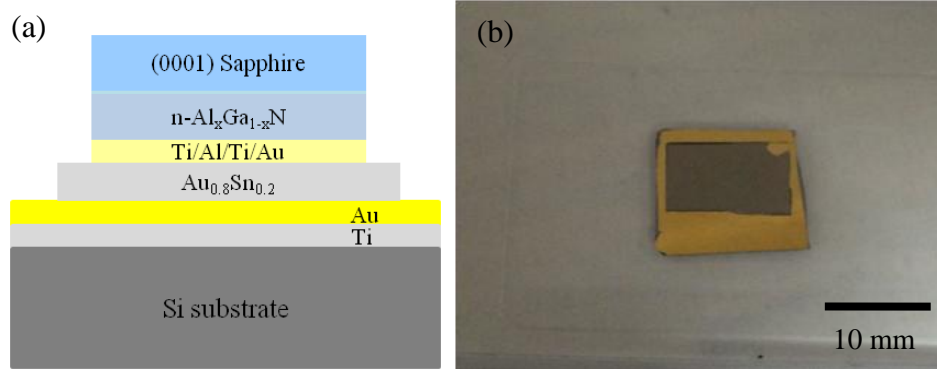 (a)
(0001) Sapphire
n-AlxGa1-xN
Ti/Al/Ti/Au
Au0.8Sn0.2
Au
Ti
Si substrate
(b)
10 mm